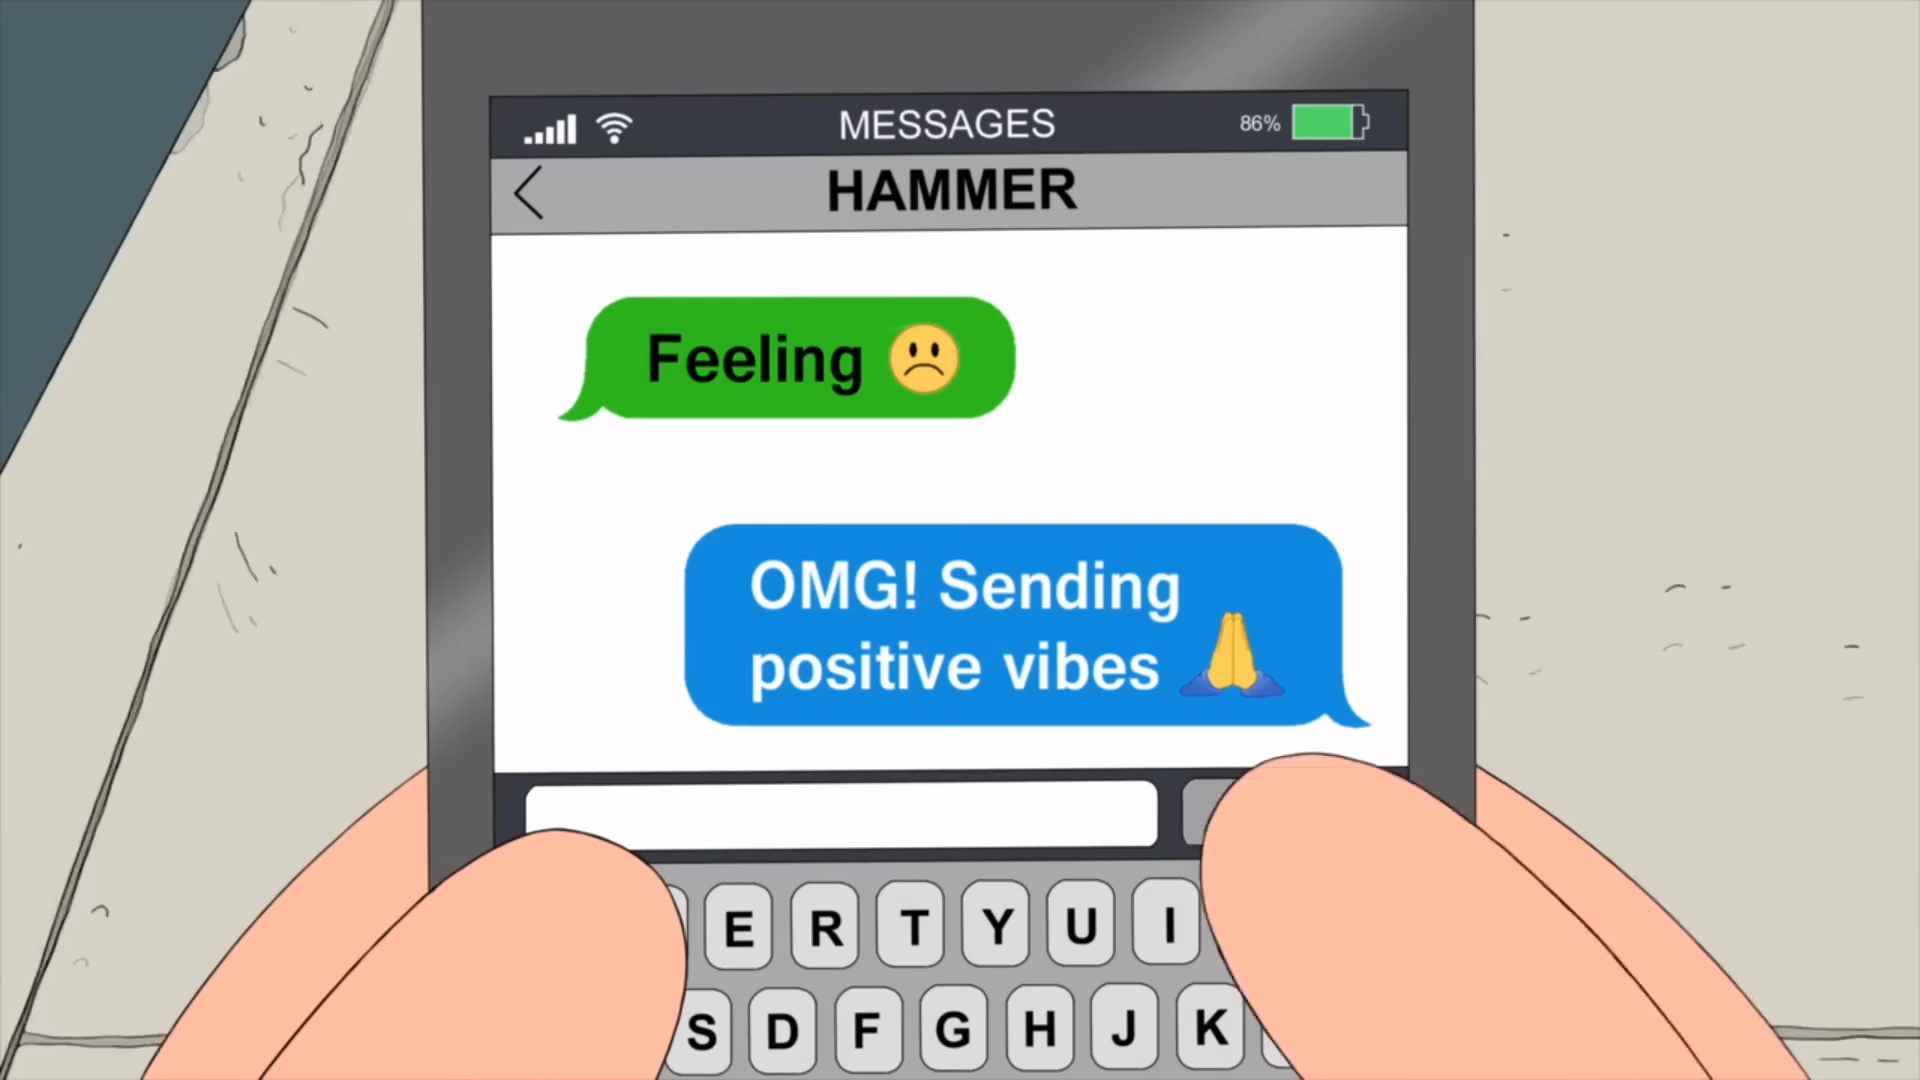 MESSAGES 86%
HAMMER
Feeling ☹️
OMG! Sending
positive vibes 🙏
E R T Y U I
S D F G H J K